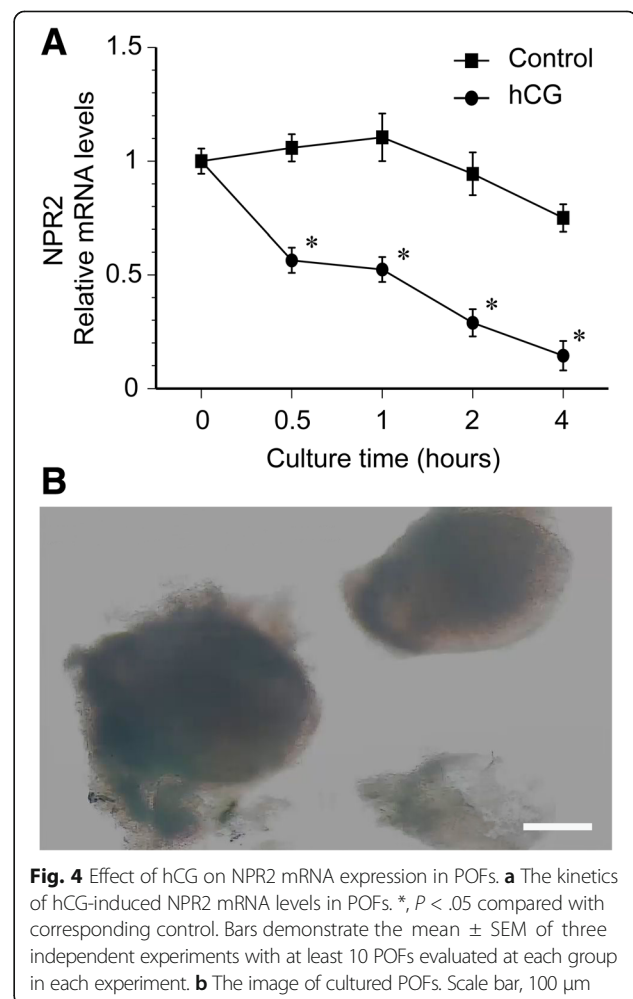 A
1.5
1
0.5
0
NPR2
Relative mRNA levels
Control
hCG
*
*
*
*
0 0.5 1 2 4
Culture time (hours)
B
Fig. 4 Effect of hCG on NPR2 mRNA expression in POFs. a The kinetics
of hCG-induced NPR2 mRNA levels in POFs. *, P < .05 compared with
corresponding control. Bars demonstrate the mean ± SEM of three
independent experiments with at least 10 POFs evaluated at each group
in each experiment. b The image of cultured POFs. Scale bar, 100 μm